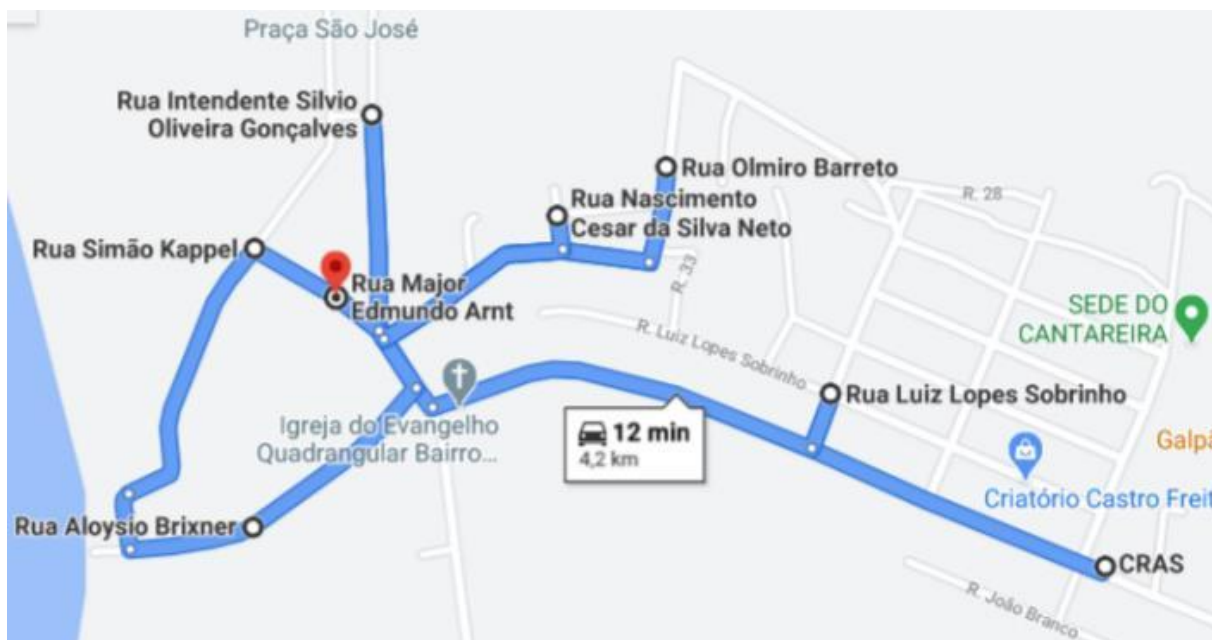 Praça São José
Rua Intendente Silvio
Oliveira Gonçalves
Rua Olmiro Barreto
Rua Nascimento
Cesar da Silva Neto
R. 28
Rua Simão Kappel
Rua Major
Edmundo Arnt
R. 33
SEDE DO
CANTAREIRA
R. Luiz Lopes Sobrinho
Rua Luiz Lopes Sobrinho
Igreja do Evangelho
Quadrangular Bairro...
12 min
4,2 km
Galpã
Criatório Castro Freit
Rua Aloysio Brixner
CRAS
R. João Branco